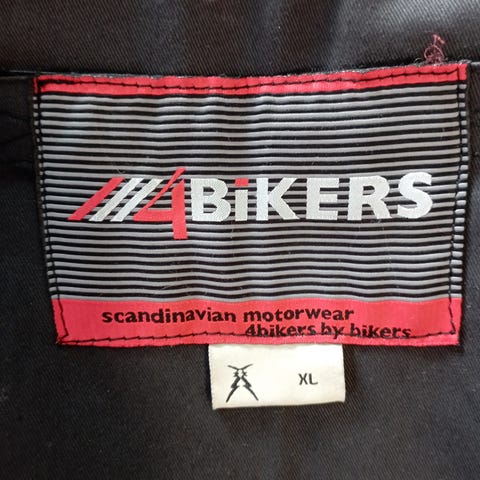 4BiKERS
scandinavian motorwear
4bikers by bikers
XL